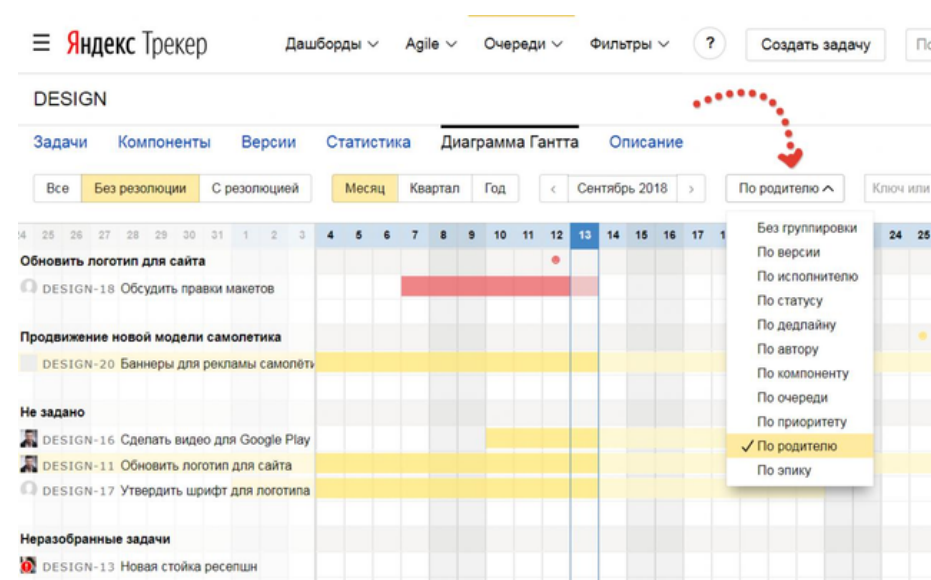 ☰ Яндекс Трекер Дашборды Agile Очереди Фильтры ? Создать задачу
DESIGN
Задачи Компоненты Версии Статистика Диаграмма Гантта Описание
Все Без резолюции С резолюцией Месяц Квартал Год < Сентябрь 2018 > По родителю Ключ или
24 25 26 27 28 29 30 31 1 2 3 4 5 6 7 8 9 10 11 12 13 14 15 16 17 24 25
Без группировки
По версии
По исполнителю
По статусу
По дедлайну
По автору
По компоненту
По очереди
По приоритету
✓ По родителю
По эпику
Обновить логотип для сайта
DESIGN-18 Обсудить правки макетов
Продвижение новой модели самолетика
DESIGN-20 Баннеры для рекламы самолёти
Не задано
DESIGN-16 Сделать видео для Google Play
DESIGN-11 Обновить логотип для сайта
DESIGN-17 Утвердить шрифт для логотипа
Неразобранные задачи
DESIGN-13 Новая стойка ресепшн